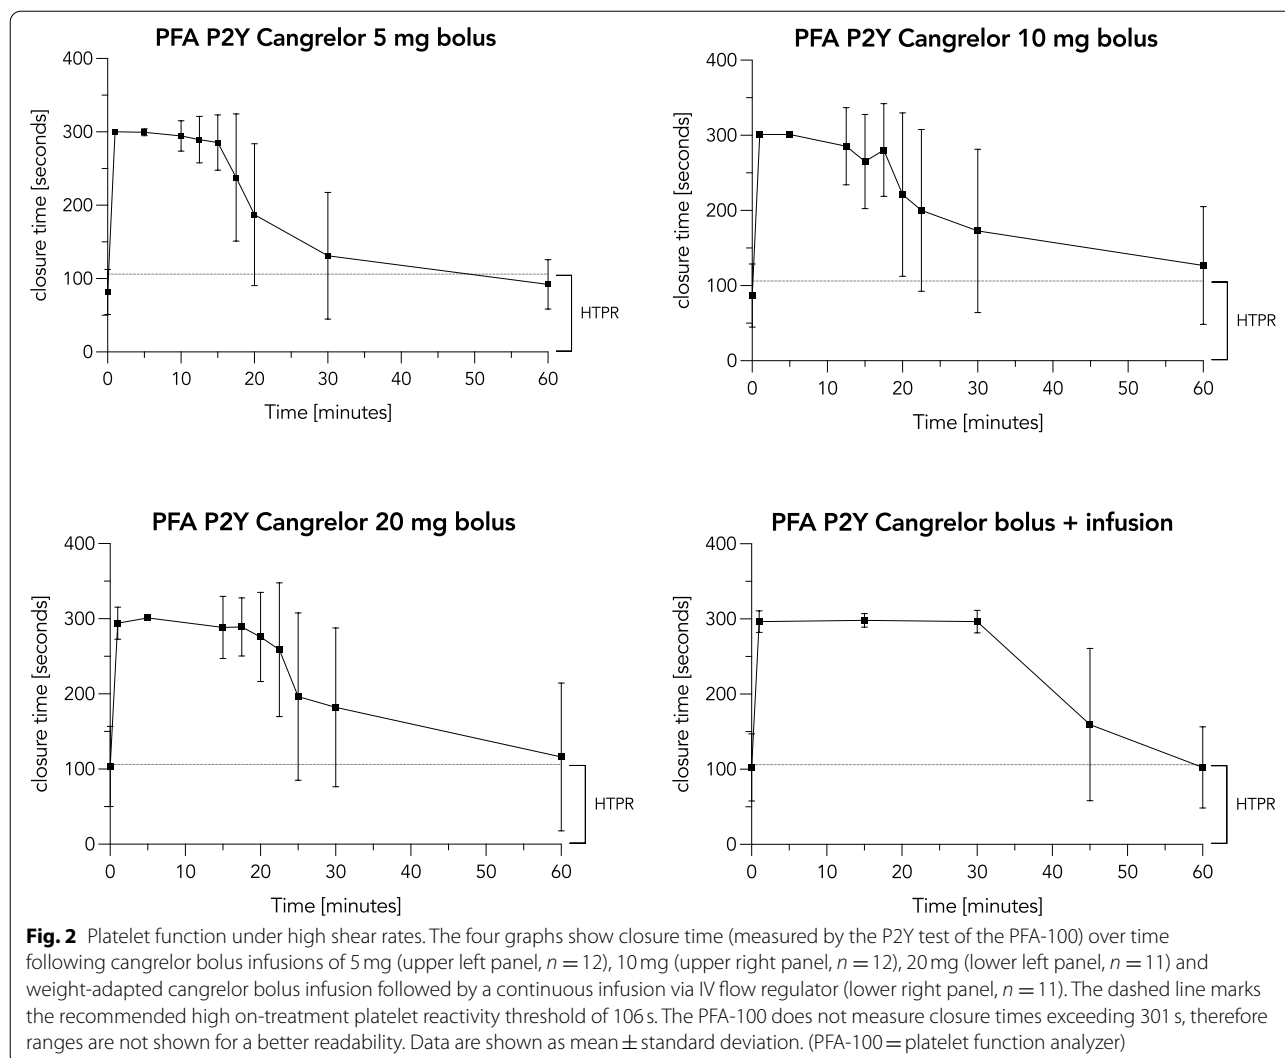 PFA P2Y Cangrelor 5 mg bolus
400
300
200
100
0
closure time [seconds]
HTPR
0 10 20 30 40 50 60
Time [minutes]
PFA P2Y Cangrelor 10 mg bolus
400
300
200
100
0
closure time [seconds]
HTPR
0 10 20 30 40 50 60
Time [minutes]
PFA P2Y Cangrelor 20 mg bolus
400
300
200
100
0
closure time [seconds]
HTPR
0 10 20 30 40 50 60
Time [minutes]
PFA P2Y Cangrelor bolus + infusion
400
300
200
100
0
closure time [seconds]
HTPR
0 10 20 30 40 50 60
Time [minutes]
Fig. 2 Platelet function under high shear rates. The four graphs show closure time (measured by the P2Y test of the PFA-100) over time
following cangrelor bolus infusions of 5 mg (upper left panel, n = 12), 10 mg (upper right panel, n = 12), 20 mg (lower left panel, n = 11) and
weight-adapted cangrelor bolus infusion followed by a continuous infusion via IV flow regulator (lower right panel, n = 11). The dashed line marks
the recommended high on-treatment platelet reactivity threshold of 106 s. The PFA-100 does not measure closure times exceeding 301 s, therefore
ranges are not shown for a better readability. Data are shown as mean ± standard deviation. (PFA-100 = platelet function analyzer)